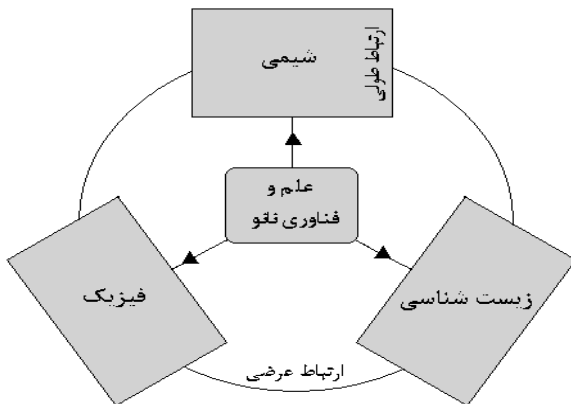 شیمی
ارتباط طولی
علم و
فناوری نانو
زیست شناسی
فیزیک
ارتباط عرضی